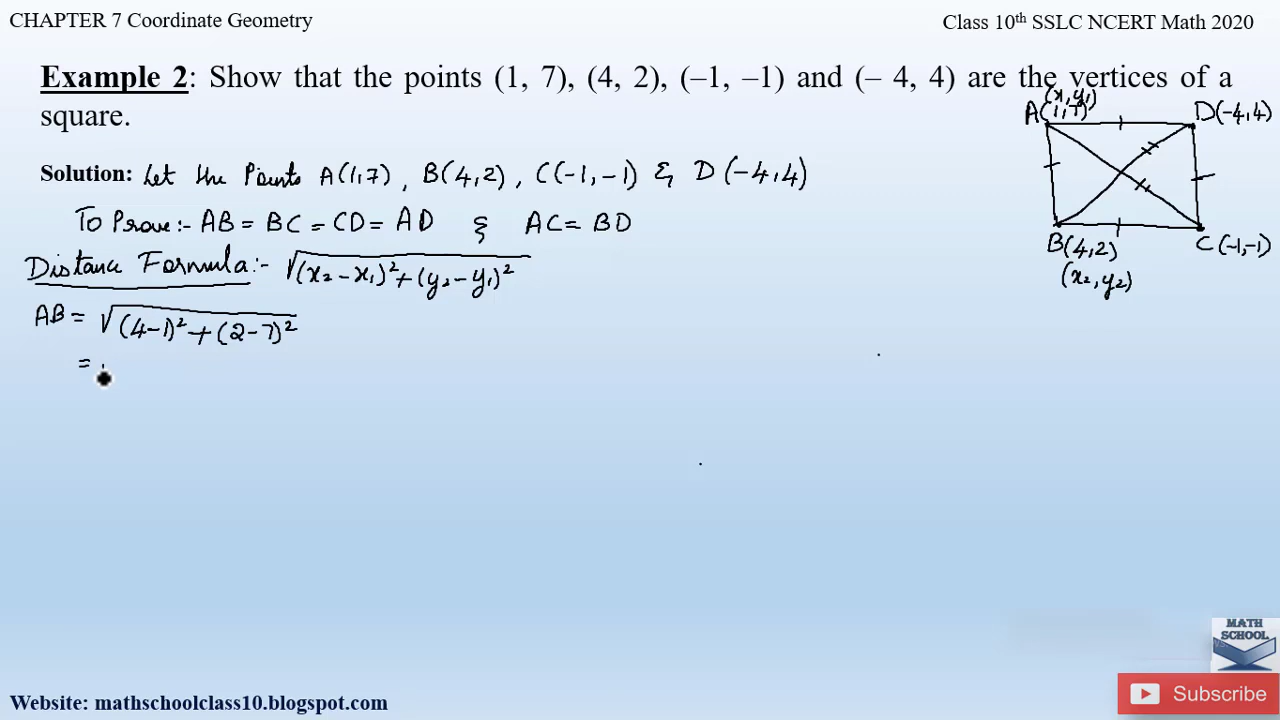 CHAPTER 7 Coordinate Geometry
Class 10th SSLC NCERT Math 2020
Example 2: Show that the points (1, 7), (4, 2), (–1, –1) and (– 4, 4) are the vertices of a
square.
(x, y1)
A(1,7)
D(-4,4)
B(4,2)
(x2, y2)
C(-1,-1)
Solution: Let the Points A(1,7), B(4,2), C(-1,-1) & D(-4,4)
To Prove:- AB = BC = CD = AD & AC = BD
Distance Formula:- √(x2-x1)²+(y2-y1)²
AB = √(4-1)²+(2-7)²
=
MATH
SCHOOL
Subscribe
Website: mathschoolclass10.blogspot.com